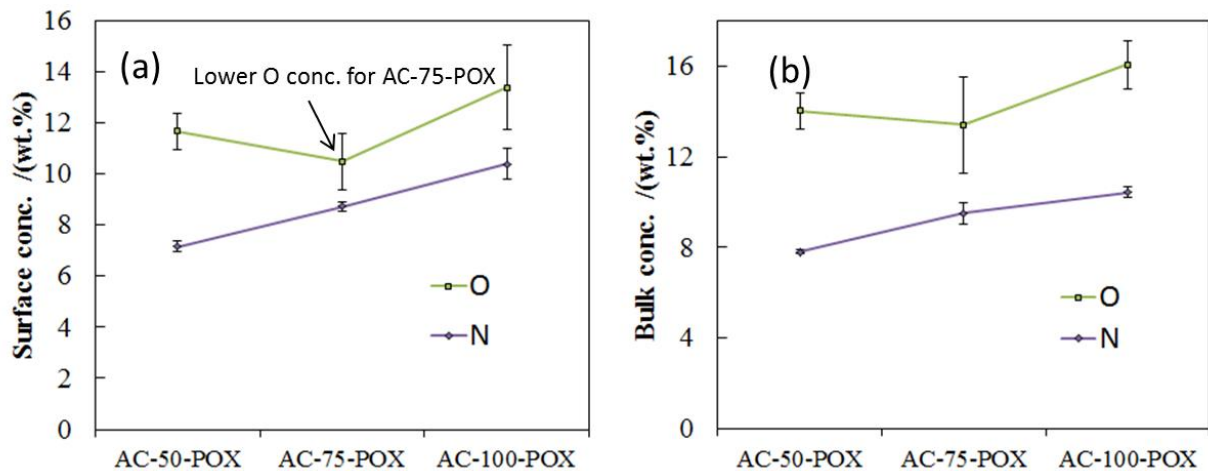 (a)
Lower O conc. for AC-75-POX
Surface conc. /(wt.%)
16
14
12
10
8
6
4
2
0
O
N
AC-50-POX AC-75-POX AC-100-POX
(b)
Bulk conc. /(wt.%)
16
12
8
4
0
O
N
AC-50-POX AC-75-POX AC-100-POX